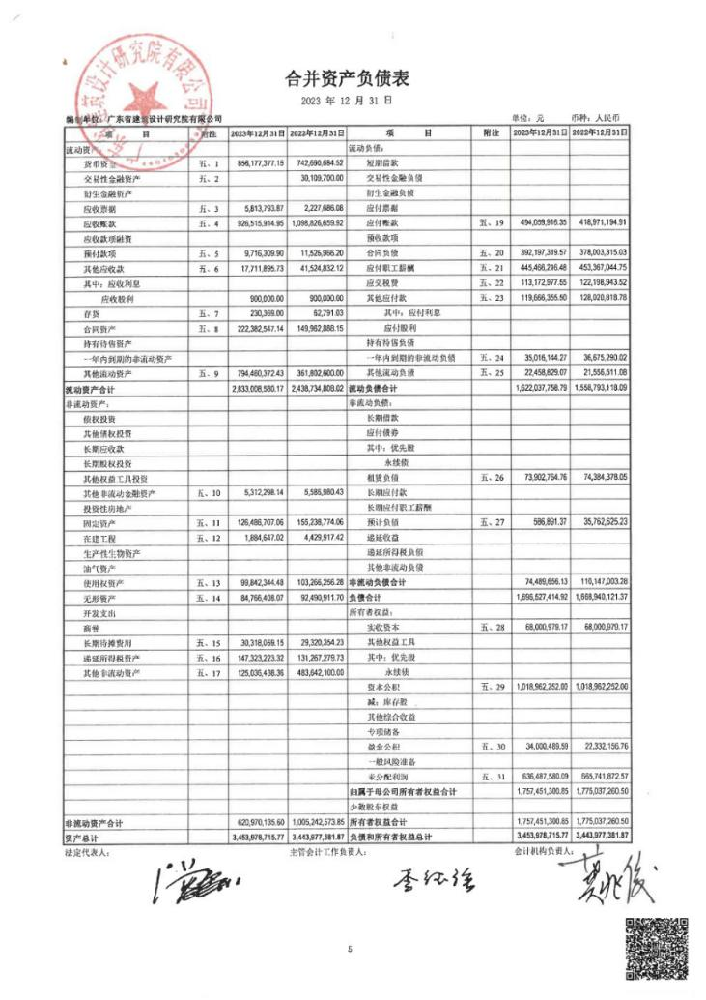 合并资产负债表
2023 年 12 月 31 日
编制单位：广东省建筑设计研究院有限公司 单位：元 币种：人民币
项 目 附注 2023年12月31日 2022年12月31日 项 目 附注 2023年12月31日 2022年12月31日
流动资产： 流动负债：
货币资金 五、1 856,177,377.15 742,690,684.52 短期借款
交易性金融资产 五、2 30,109,700.00 交易性金融负债
衍生金融资产 衍生金融负债
应收票据 五、3 5,813,793.87 2,227,686.08 应付票据
应收账款 五、4 926,515,914.95 1,098,826,659.92 应付账款 五、19 494,059,916.35 418,971,194.91
应收款项融资 预收款项
预付款项 五、5 9,716,309.90 11,526,966.20 合同负债 五、20 392,197,319.57 378,003,315.03
其他应收款 五、6 17,711,895.73 41,524,832.12 应付职工薪酬 五、21 445,466,216.48 453,367,044.75
其中：应收利息 应交税费 五、22 113,172,977.55 122,198,943.52
应收股利 900,000.00 900,000.00 其他应付款 五、23 119,666,355.50 128,020,818.78
存货 五、7 230,369.00 62,791.03 其中：应付利息
合同资产 五、8 222,382,547.14 149,962,888.15 应付股利
持有待售资产 持有待售负债
一年内到期的非流动资产 一年内到期的非流动负债 五、24 35,016,144.27 36,675,290.02
其他流动资产 五、9 794,460,372.43 361,802,600.00 其他流动负债 五、25 22,458,829.07 21,556,511.08
流动资产合计 2,833,008,580.17 2,438,734,808.02 流动负债合计 1,622,037,758.79 1,558,793,118.09
非流动资产： 非流动负债：
债权投资 长期借款
其他债权投资 应付债券
长期应收款 其中：优先股
长期股权投资 永续债
其他权益工具投资 租赁负债 五、26 73,902,764.76 74,384,378.05
其他非流动金融资产 五、10 5,312,298.14 5,586,980.43 长期应付款
投资性房地产 长期应付职工薪酬
固定资产 五、11 126,486,707.06 155,238,774.06 预计负债 五、27 586,891.37 35,762,625.23
在建工程 五、12 1,884,647.02 4,429,917.42 递延收益
生产性生物资产 递延所得税负债
油气资产 其他非流动负债
使用权资产 五、13 99,842,344.48 103,266,256.28 非流动负债合计 74,489,656.13 110,147,003.28
无形资产 五、14 84,766,408.07 92,490,911.70 负债合计 1,696,527,414.92 1,668,940,121.37
开发支出 所有者权益：
商誉 实收资本 五、28 68,000,979.17 68,000,979.17
长期待摊费用 五、15 30,318,069.15 29,320,354.23 其他权益工具
递延所得税资产 五、16 147,323,223.32 131,267,279.73 其中：优先股
其他非流动资产 五、17 125,036,438.36 483,642,100.00 永续债
资本公积 五、29 1,018,962,252.00 1,018,962,252.00
减：库存股
其他综合收益
专项储备
盈余公积 五、30 34,000,489.59 22,332,156.76
一般风险准备
未分配利润 五、31 636,487,580.09 665,741,872.57
归属于母公司所有者权益合计 1,757,451,300.85 1,775,037,260.50
少数股东权益
非流动资产合计 620,970,135.60 1,005,242,573.85 所有者权益合计 1,757,451,300.85 1,775,037,260.50
资产总计 3,453,978,715.77 3,443,977,381.87 负债和所有者权益总计 3,453,978,715.77 3,443,977,381.87
法定代表人： 主管会计工作负责人： 会计机构负责人：
5